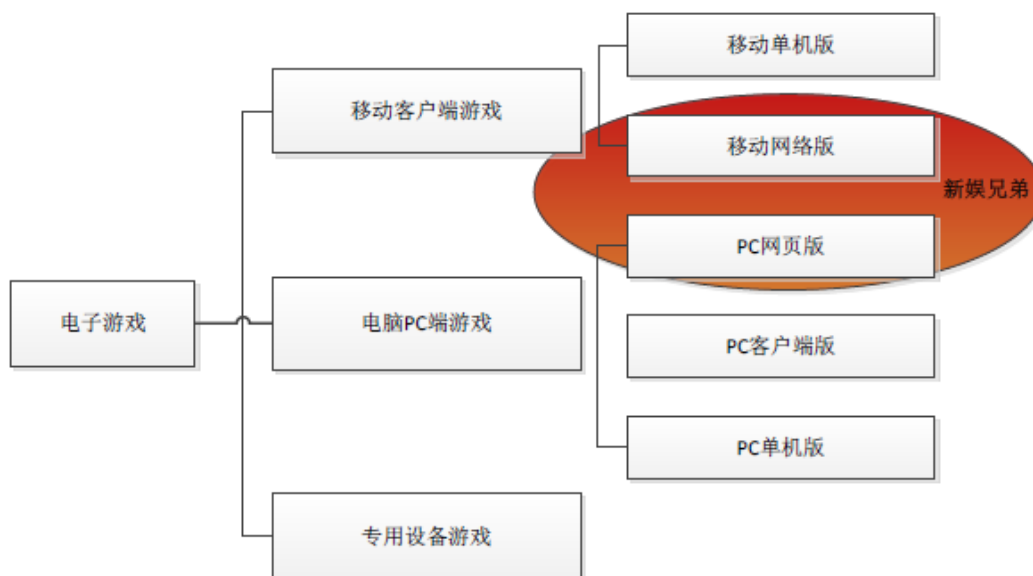 移动单机版
移动客户端游戏
移动网络版
新娱兄弟
PC网页版
电子游戏
电脑PC端游戏
PC客户端版
PC单机版
专用设备游戏